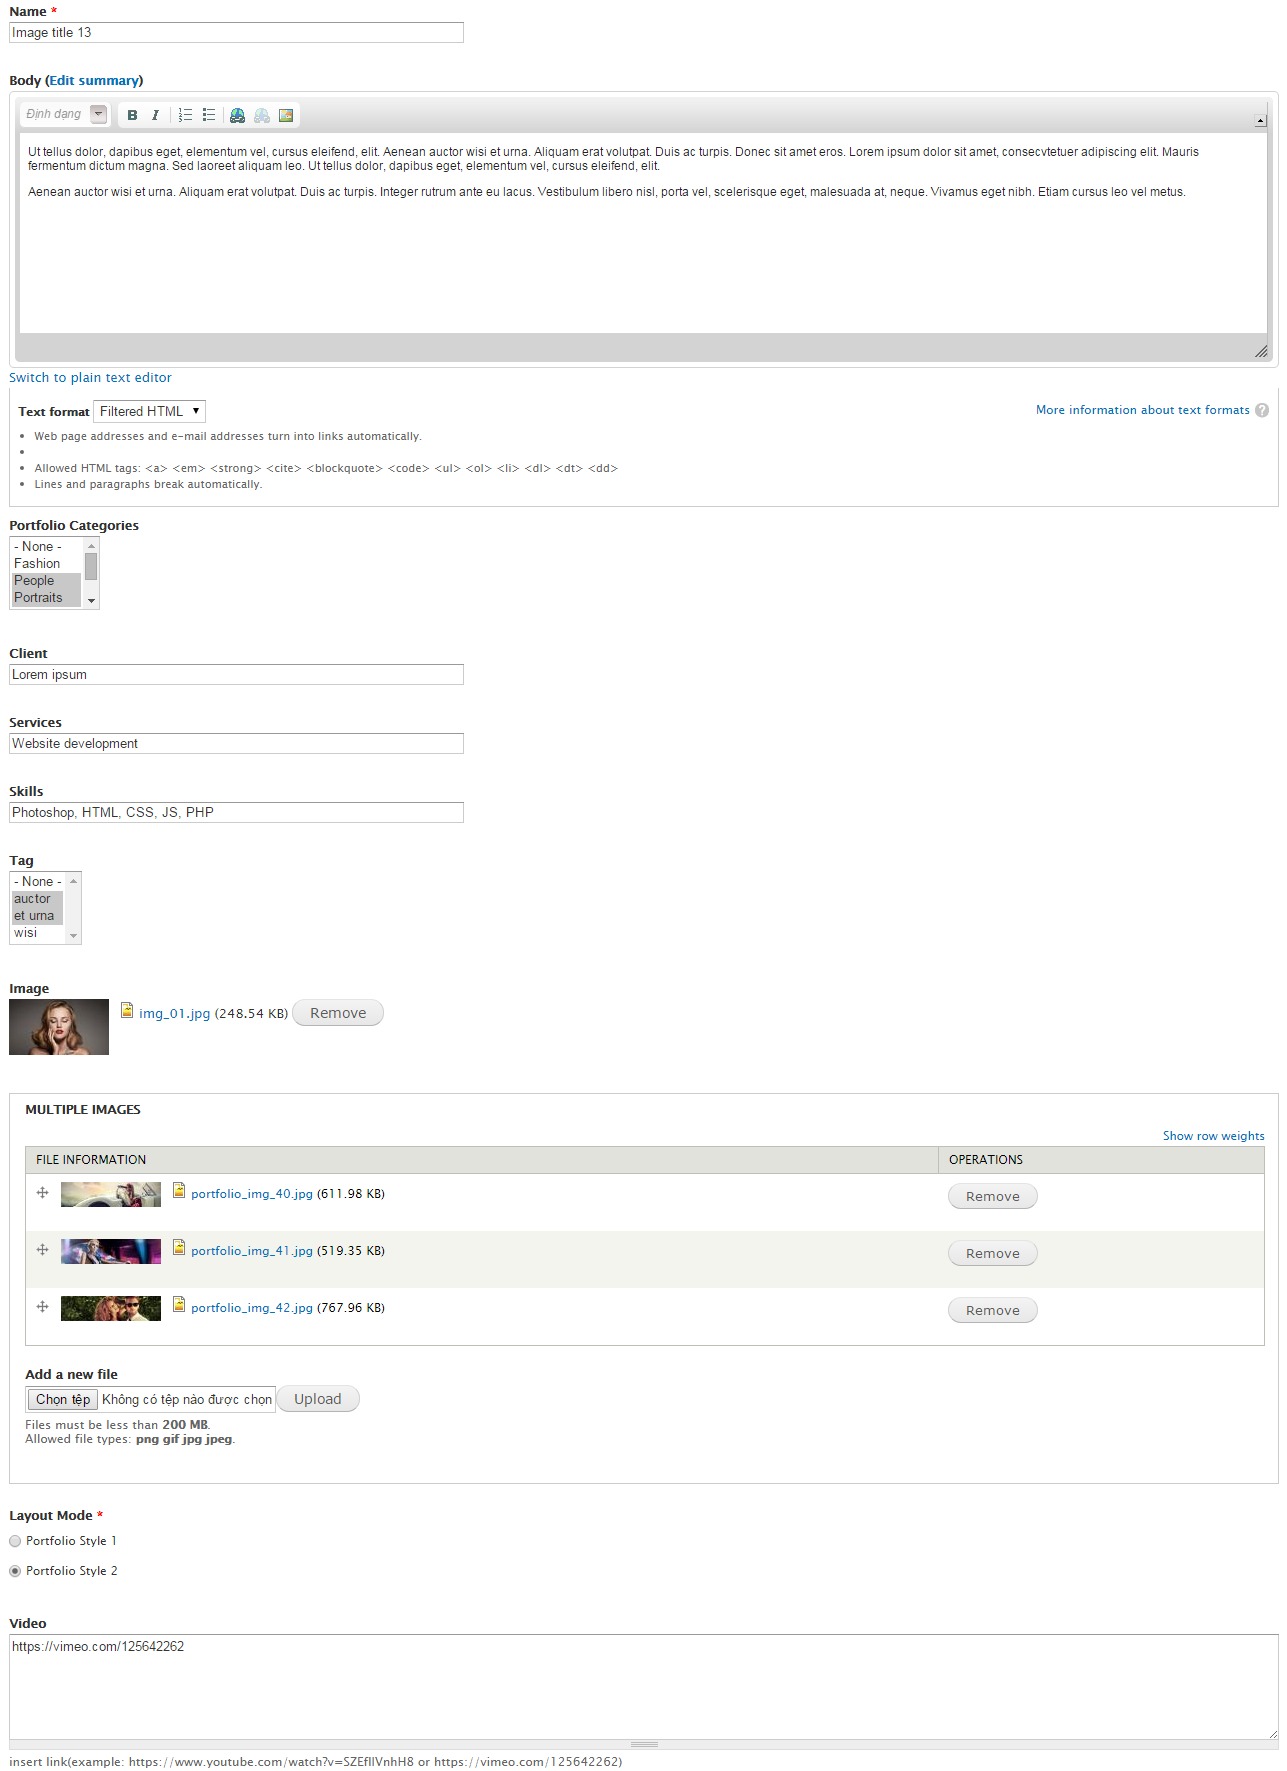 Name *
Image title 13
Body (Edit summary)
Định dạng
B I
Ut tellus dolor, dapibus eget, elementum vel, cursus eleifend, elit. Aenean auctor wisi et urna. Aliquam erat volutpat. Duis ac turpis. Donec sit amet eros. Lorem ipsum dolor sit amet, consecvtetuer adipiscing elit. Mauris
fermentum dictum magna. Sed laoreet aliquam leo. Ut tellus dolor, dapibus eget, elementum vel, cursus eleifend, elit.
Aenean auctor wisi et urna. Aliquam erat volutpat. Duis ac turpis. Integer rutrum ante eu lacus. Vestibulum libero nisl, porta vel, scelerisque eget, malesuada at, neque. Vivamus eget nibh. Etiam cursus leo vel metus.
Switch to plain text editor
Text format Filtered HTML More information about text formats ?
• Web page addresses and e-mail addresses turn into links automatically.
•
• Allowed HTML tags: <a> <em> <strong> <cite> <blockquote> <code> <ul> <ol> <li> <dl> <dt> <dd>
• Lines and paragraphs break automatically.
Portfolio Categories
- None -
Fashion
People
Portraits
Client
Lorem ipsum
Services
Website development
Skills
Photoshop, HTML, CSS, JS, PHP
Tag
- None -
auctor
et urna
wisi
Image
img_01.jpg (248.54 KB) Remove
MULTIPLE IMAGES
Show row weights
FILE INFORMATION OPERATIONS
portfolio_img_40.jpg (611.98 KB) Remove
portfolio_img_41.jpg (519.35 KB) Remove
portfolio_img_42.jpg (767.96 KB) Remove
Add a new file
Chọn tệp Không có tệp nào được chọn Upload
Files must be less than 200 MB.
Allowed file types: png gif jpg jpeg.
Layout Mode *
Portfolio Style 1
Portfolio Style 2
Video
https://vimeo.com/125642262
insert link(example: https://www.youtube.com/watch?v=SZEflIVnhH8 or https://vimeo.com/125642262)